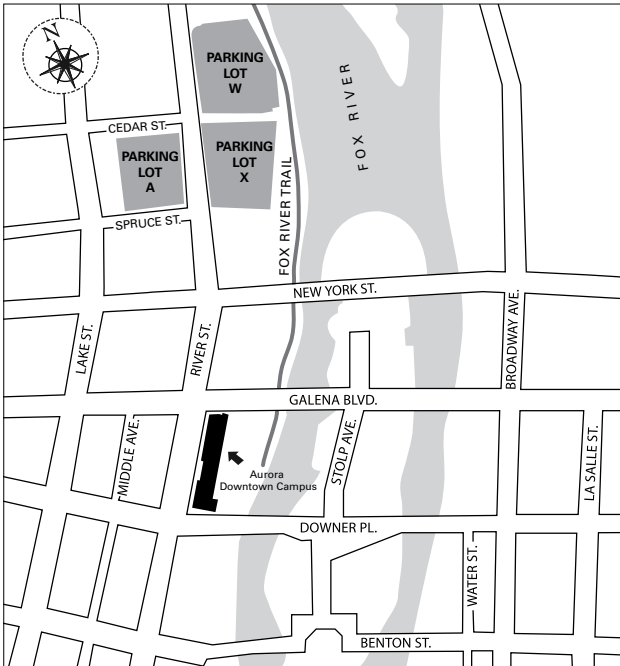 N
PARKING
LOT
W
FOX RIVER
CEDAR ST.
PARKING
LOT
A
PARKING
LOT
X
SPRUCE ST.
FOX RIVER TRAIL
NEW YORK ST.
LAKE ST.
RIVER ST.
BROADWAY AVE.
GALENA BLVD.
MIDDLE AVE.
STOLP AVE.
LA SALLE ST.
Aurora
Downtown Campus
DOWNER PL.
WATER ST.
BENTON ST.